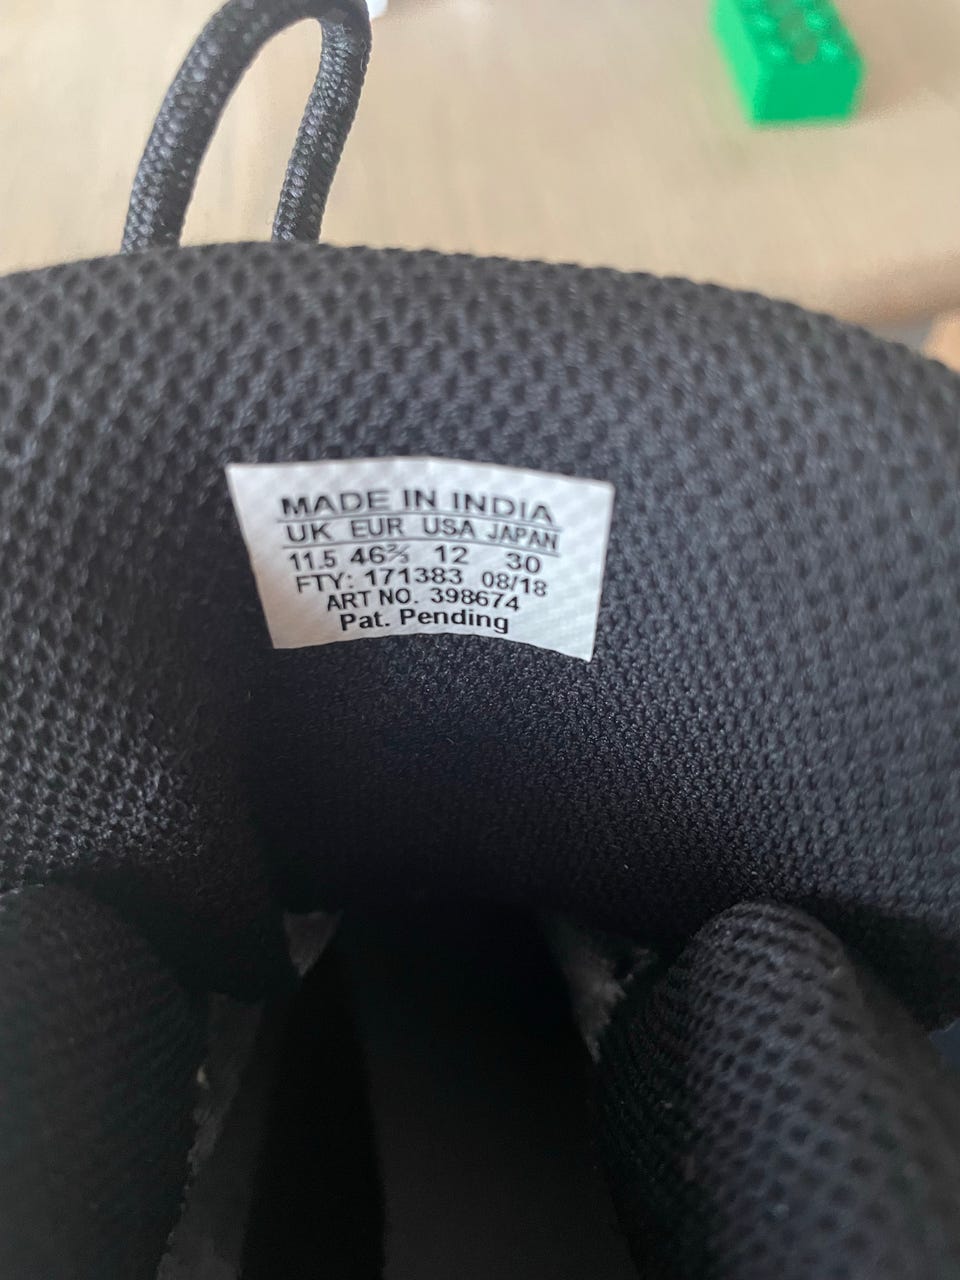 MADE IN INDIA
UK EUR USA JAPAN
11.5 46⅔ 12 30
FTY: 171383 08/18
ART NO. 398674
Pat. Pending